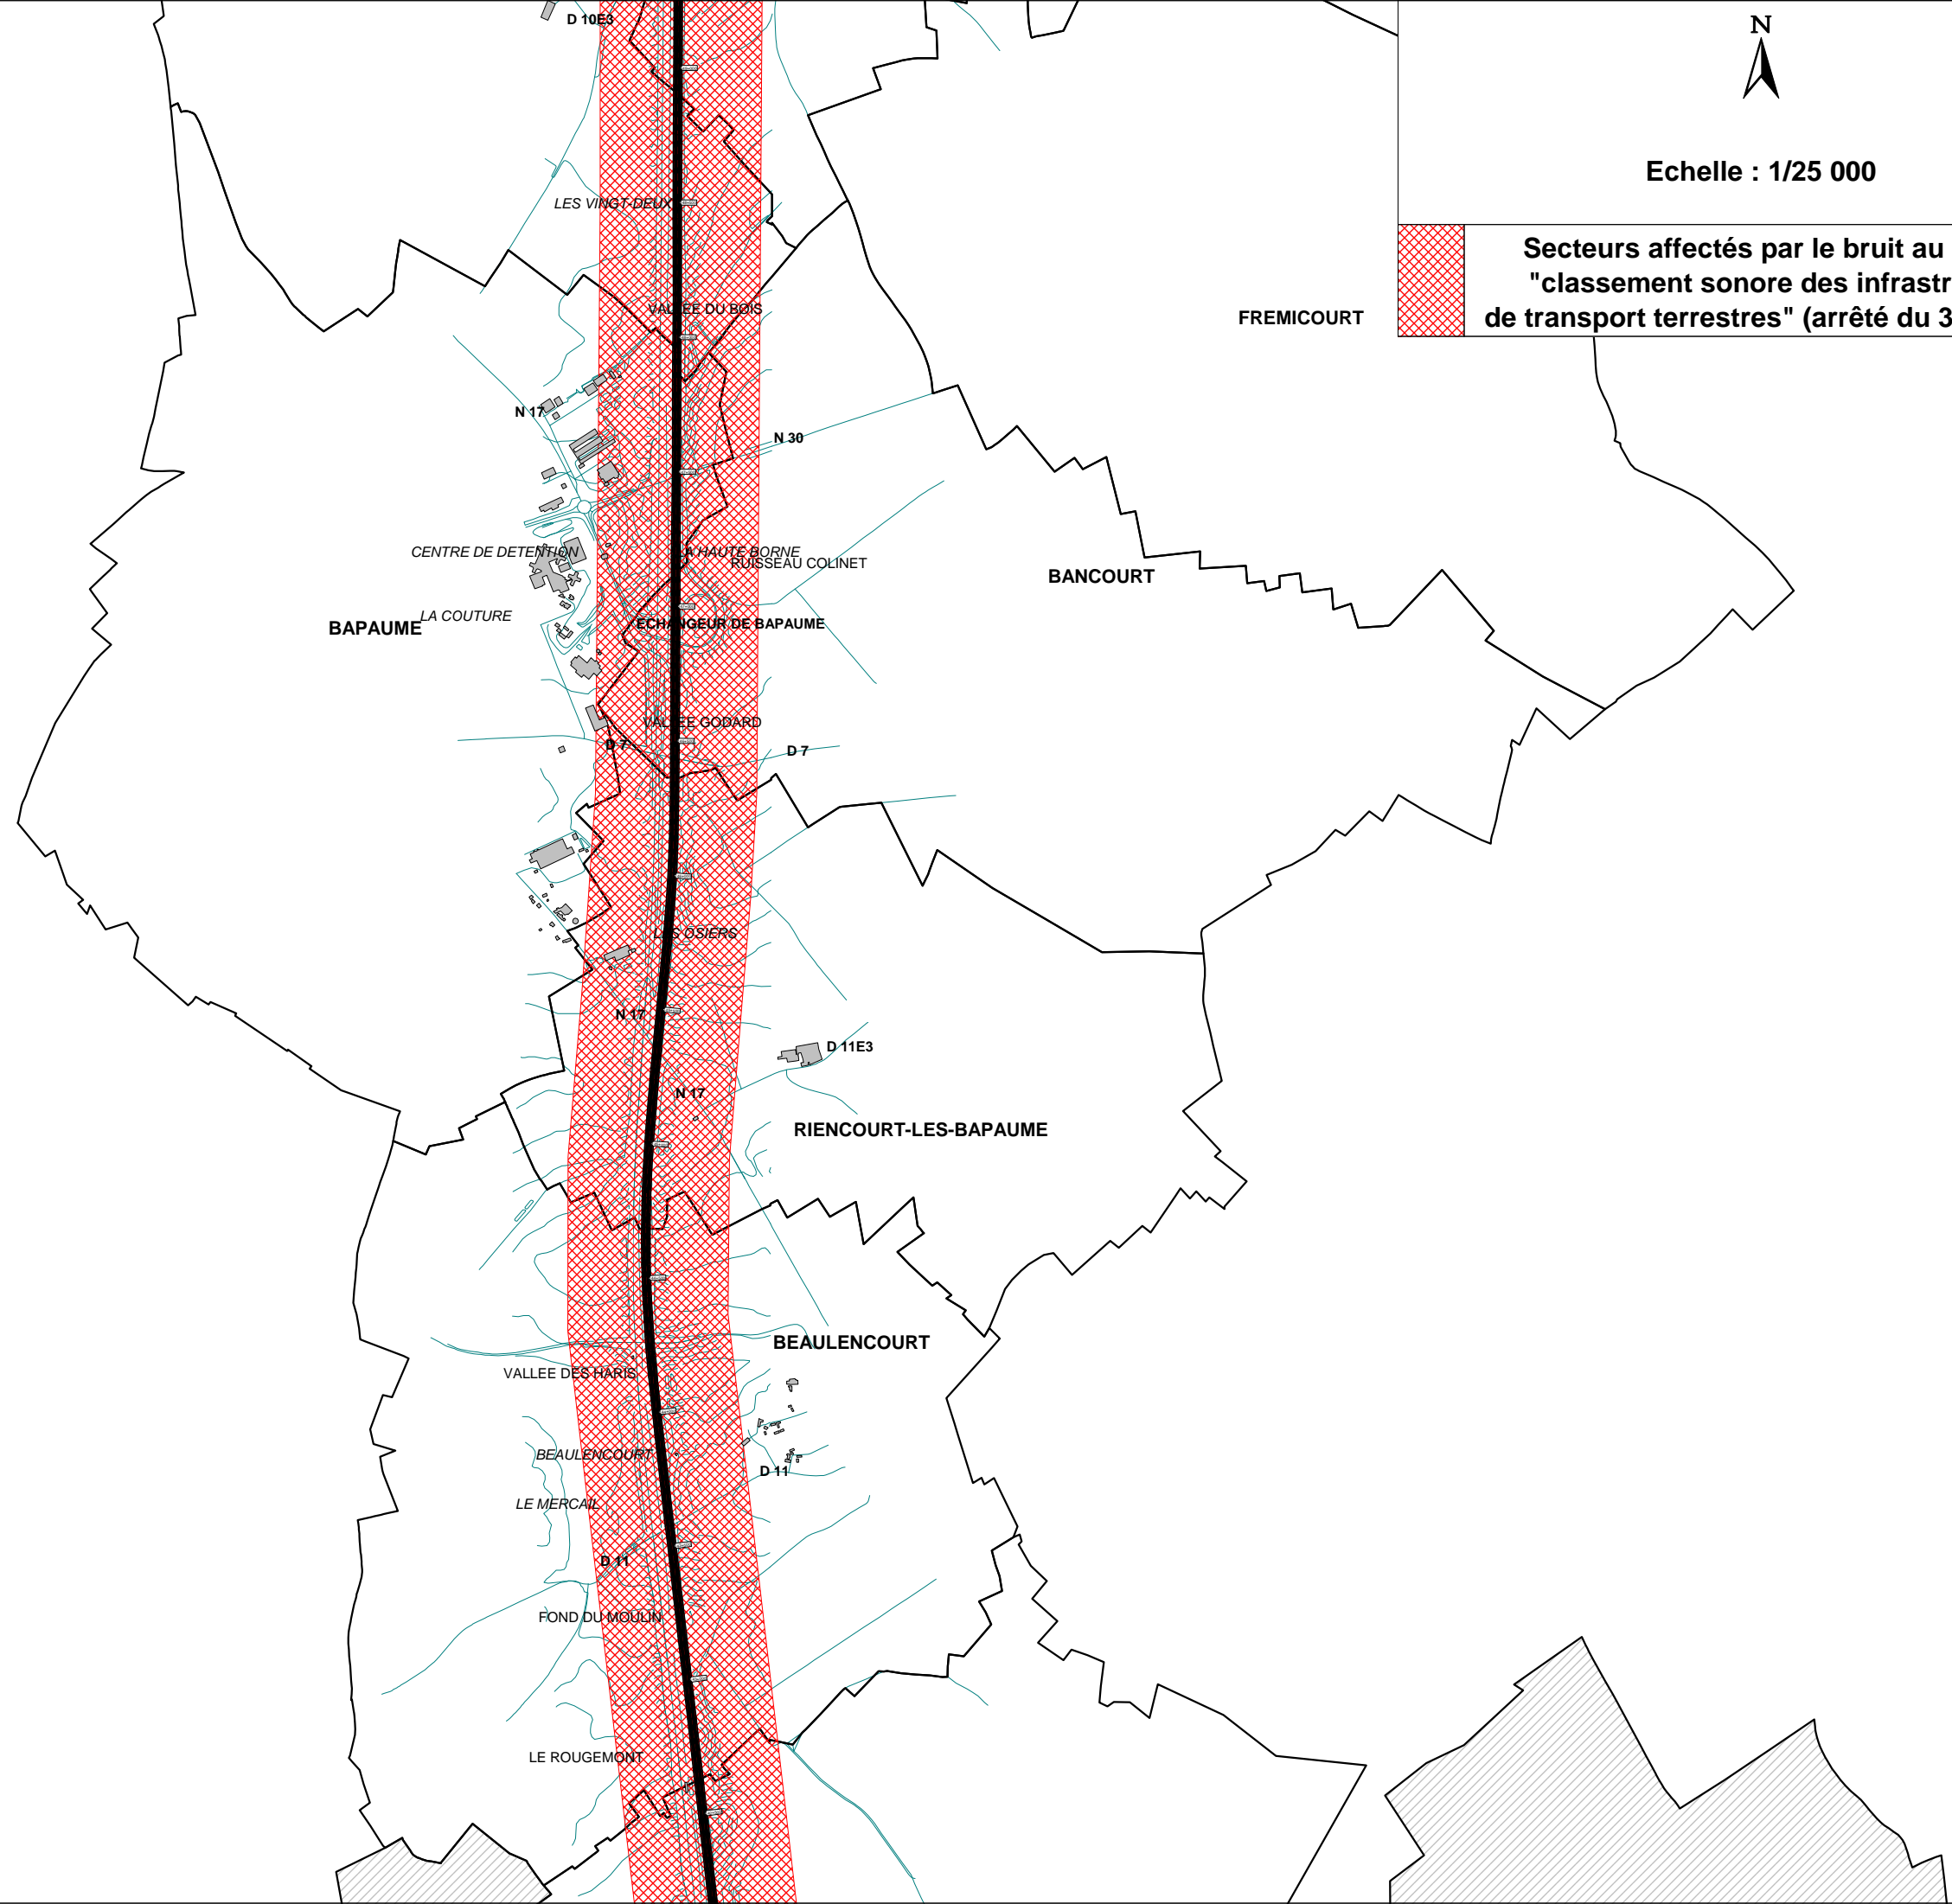 D 10E3
N
Echelle : 1/25 000
LES VINGT-DEUX
Secteurs affectés par le bruit au
"classement sonore des infrastr
de transport terrestres" (arrêté du 3
VALLEE DU BOIS
FREMICOURT
N 17
N 30
CENTRE DE DETENTION
LA HAUTE BORNE
RUISSEAU COLINET
BANCOURT
LA COUTURE
BAPAUME
ECHANGEUR DE BAPAUME
VALLEE GODARD
D 7
D 7
LES OSIERS
N 17
D 11E3
N 17
RIENCOURT-LES-BAPAUME
BEAULENCOURT
VALLEE DES HARIS
BEAULENCOURT
D 11
LE MERCAIL
D 11
FOND DU MOULIN
LE ROUGEMONT